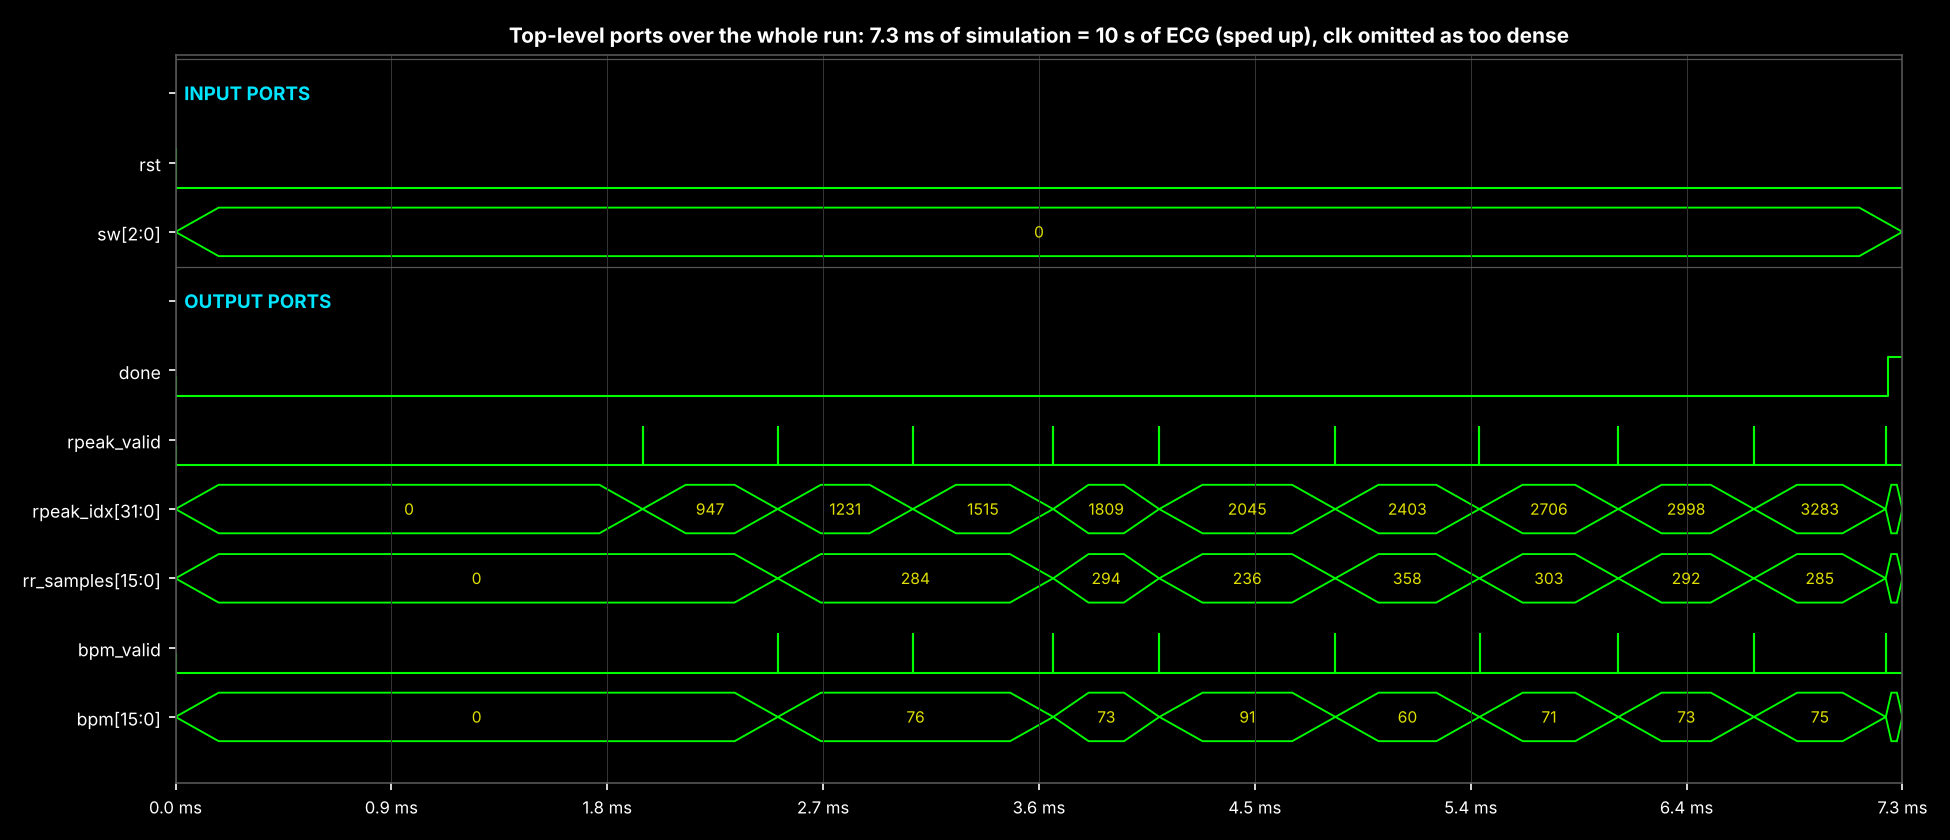 Top-level ports over the whole run: 7.3 ms of simulation = 10 s of ECG (sped up), clk omitted as too dense
INPUT PORTS
rst
sw[2:0] 0
OUTPUT PORTS
done
rpeak_valid
rpeak_idx[31:0] 0 947 1231 1515 1809 2045 2403 2706 2998 3283
rr_samples[15:0] 0 284 294 236 358 303 292 285
bpm_valid
bpm[15:0] 0 76 73 91 60 71 73 75
0.0 ms 0.9 ms 1.8 ms 2.7 ms 3.6 ms 4.5 ms 5.4 ms 6.4 ms 7.3 ms